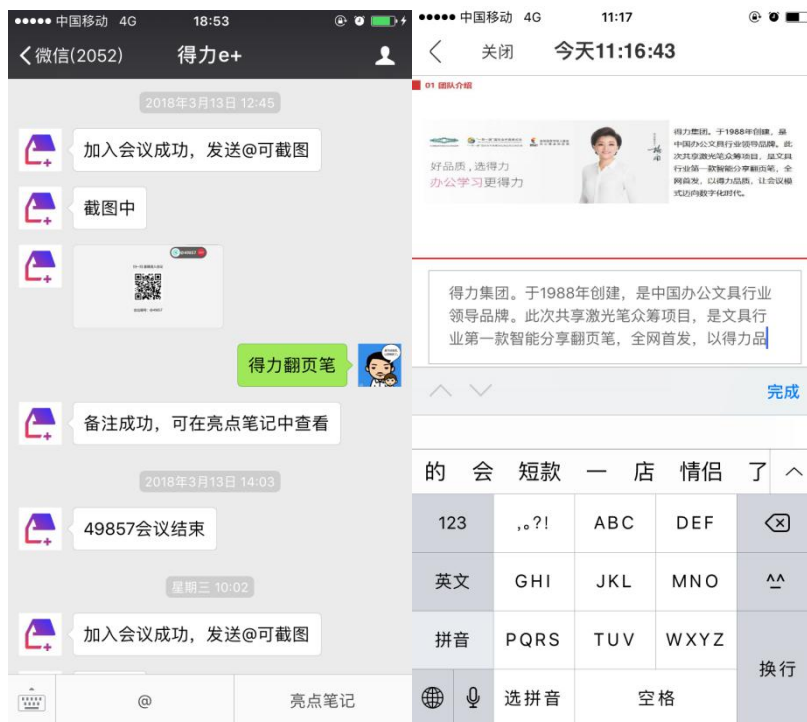 中国移动 4G 18:53
微信(2052) 得力e+
2018年3月13日 12:45
加入会议成功，发送@可截图
截图中
得力翻页笔
备注成功，可在亮点笔记中查看
2018年3月13日 14:03
49857会议结束
星期三 10:02
加入会议成功，发送@可截图
@ 亮点笔记
中国移动 4G 11:17
关闭 今天11:16:43
01 团队介绍
好品质,选得力
办公学习更得力
得力集团。于1988年创建，是
中国办公文具行业领导品牌。此
次共享激光笔众筹项目，是文具
行业第一款智能分享翻页笔，全
网首发，以得力品质，让会议模
式迈向数字化时代。
得力集团。于1988年创建，是中国办公文具行业
领导品牌。此次共享激光笔众筹项目，是文具行
业第一款智能分享翻页笔，全网首发，以得力品
完成
的 会 短款 一 店 情侣 了
123 ,。?! ABC DEF
英文 GHI JKL MNO ^^
拼音 PQRS TUV WXYZ
换行
选拼音 空格